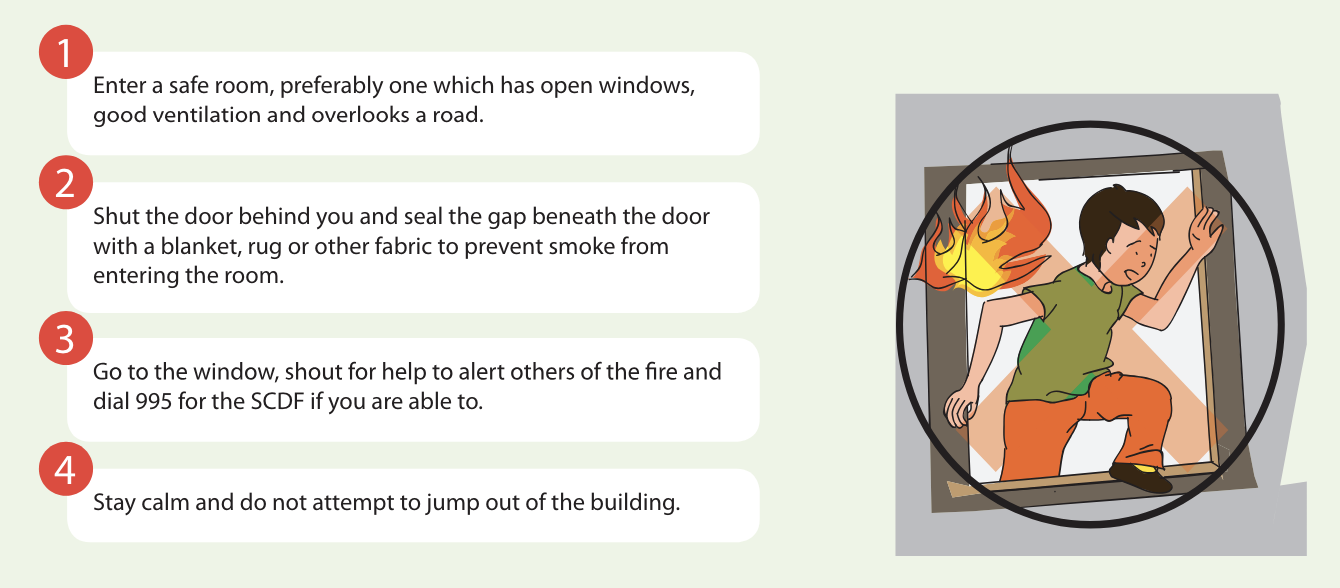 1
Enter a safe room, preferably one which has open windows,
good ventilation and overlooks a road.
2
Shut the door behind you and seal the gap beneath the door
with a blanket, rug or other fabric to prevent smoke from
entering the room.
3
Go to the window, shout for help to alert others of the fire and
dial 995 for the SCDF if you are able to.
4
Stay calm and do not attempt to jump out of the building.